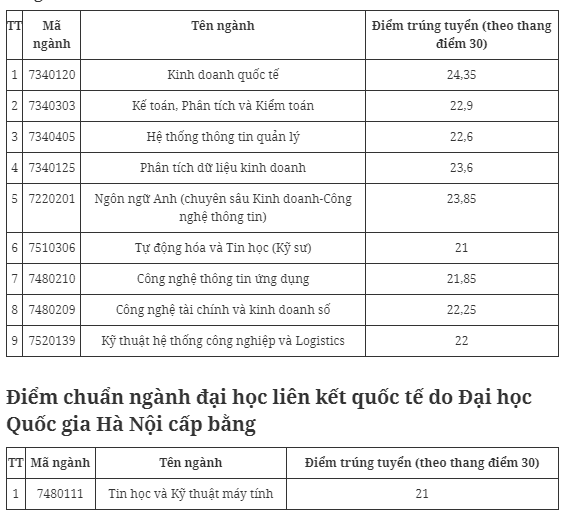 TT Mã ngành Tên ngành Điểm trúng tuyển (theo thang điểm 30)
1 7340120 Kinh doanh quốc tế 24,35
2 7340303 Kế toán, Phân tích và Kiểm toán 22,9
3 7340405 Hệ thống thông tin quản lý 22,6
4 7340125 Phân tích dữ liệu kinh doanh 23,6
5 7220201 Ngôn ngữ Anh (chuyên sâu Kinh doanh-Công nghệ thông tin) 23,85
6 7510306 Tự động hóa và Tin học (Kỹ sư) 21
7 7480210 Công nghệ thông tin ứng dụng 21,85
8 7480209 Công nghệ tài chính và kinh doanh số 22,25
9 7520139 Kỹ thuật hệ thống công nghiệp và Logistics 22
Điểm chuẩn ngành đại học liên kết quốc tế do Đại học
Quốc gia Hà Nội cấp bằng
TT Mã ngành Tên ngành Điểm trúng tuyển (theo thang điểm 30)
1 7480111 Tin học và Kỹ thuật máy tính 21